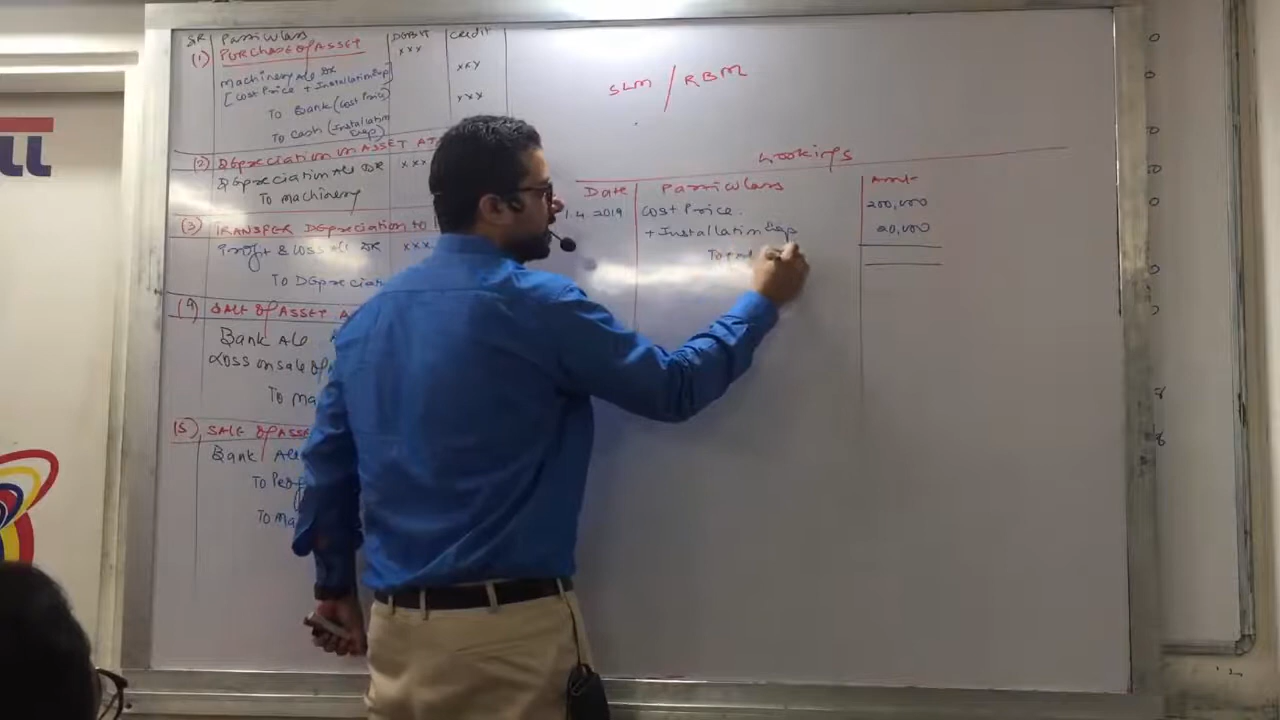 SR Particulars Debit Credit
(1) PURCHASE of ASSET xxx
Machinery A/c DR xxx
[Cost Price + Installation Exp]
To Bank (Cost Price) xxx
To Cash (Installation Exp)
(2) DEpreciation on ASSET AT
DEpreciation A/c DR xxx
To machinery
(3) TRANSFER DEpreciation to
Profit & Loss A/c DR xxx
To DEprecia
(4) SALE of ASSET A
Bank A/c
Loss on sale of
To Ma
(5) SALE of ASSE
Bank A/c
To Prof
To Ma
SLM / RBM
Workings
Date Particulars Amt
1.4.2019 Cost Price. 200,000
+ Installation Exp 20,000
Total